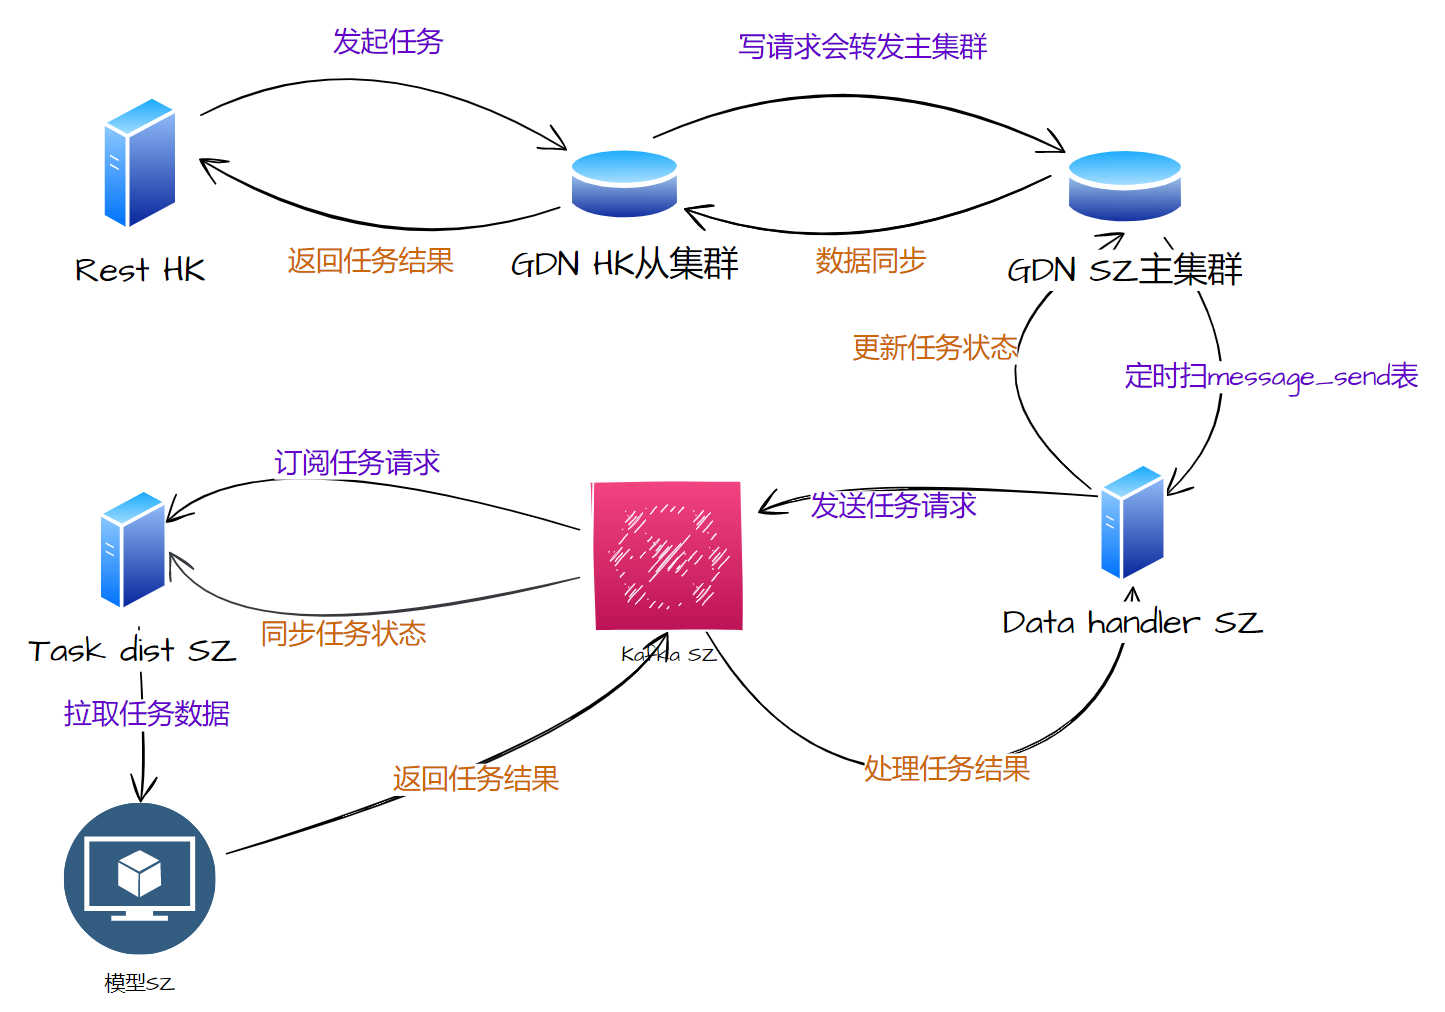 发起任务
写请求会转发主集群
返回任务结果
数据同步
Rest HK
GDN HK从集群
GDN SZ主集群
更新任务状态
定时扫message_send表
订阅任务请求
发送任务请求
同步任务状态
Task dist SZ
Kafka SZ
Data handler SZ
拉取任务数据
返回任务结果
处理任务结果
模型SZ